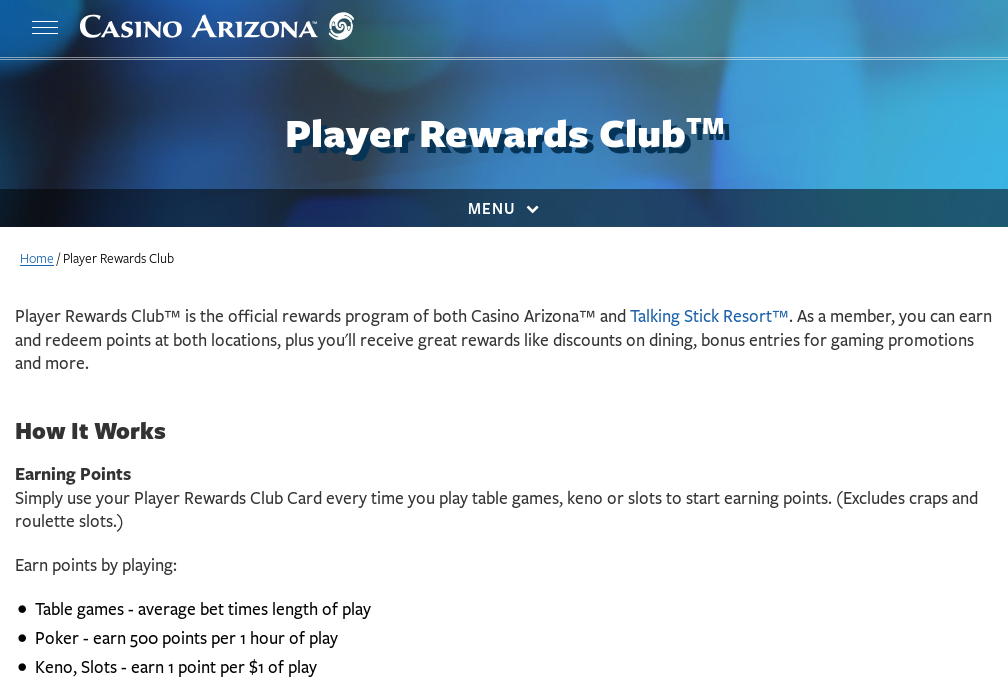 CASINO ARIZONA™
Player Rewards Club™
MENU
Home / Player Rewards Club
Player Rewards Club™ is the official rewards program of both Casino Arizona™ and Talking Stick Resort™. As a member, you can earn
and redeem points at both locations, plus you'll receive great rewards like discounts on dining, bonus entries for gaming promotions
and more.
How It Works
Earning Points
Simply use your Player Rewards Club Card every time you play table games, keno or slots to start earning points. (Excludes craps and
roulette slots.)
Earn points by playing:
● Table games - average bet times length of play
● Poker - earn 500 points per 1 hour of play
● Keno, Slots - earn 1 point per $1 of play